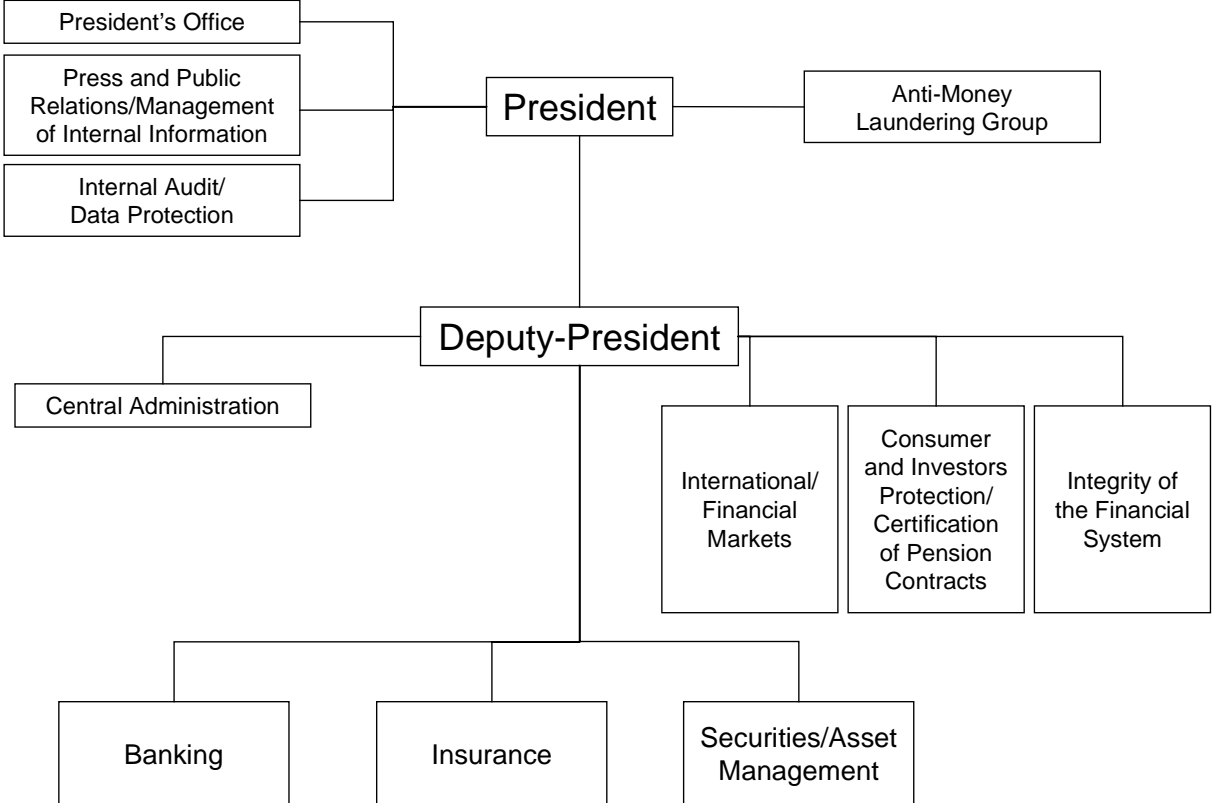 President’s Office
Press and Public
Relations/Management
of Internal Information
Internal Audit/
Data Protection
President
Anti-Money
Laundering Group
Deputy-President
Central Administration
International/
Financial
Markets
Consumer
and Investors
Protection/
Certification
of Pension
Contracts
Integrity of
the Financial
System
Banking
Insurance
Securities/Asset
Management